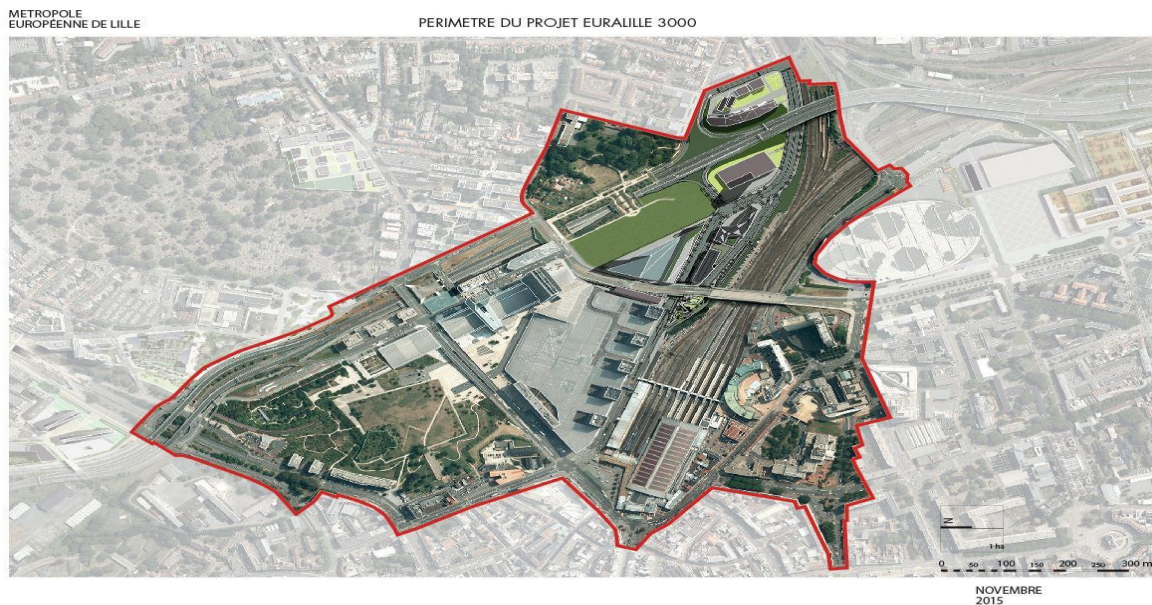 METROPOLE
EUROPÉENNE DE LILLE
PERIMETRE DU PROJET EURALILLE 3000
N
1 ha
0 50 100 150 200 250 300 m
NOVEMBRE
2015